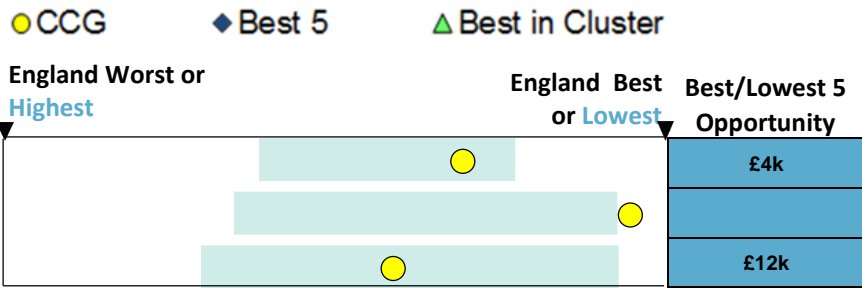 CCG Best 5 Best in Cluster
England Worst or
Highest
England Best
or Lowest
Best/Lowest 5
Opportunity
£4k
£12k